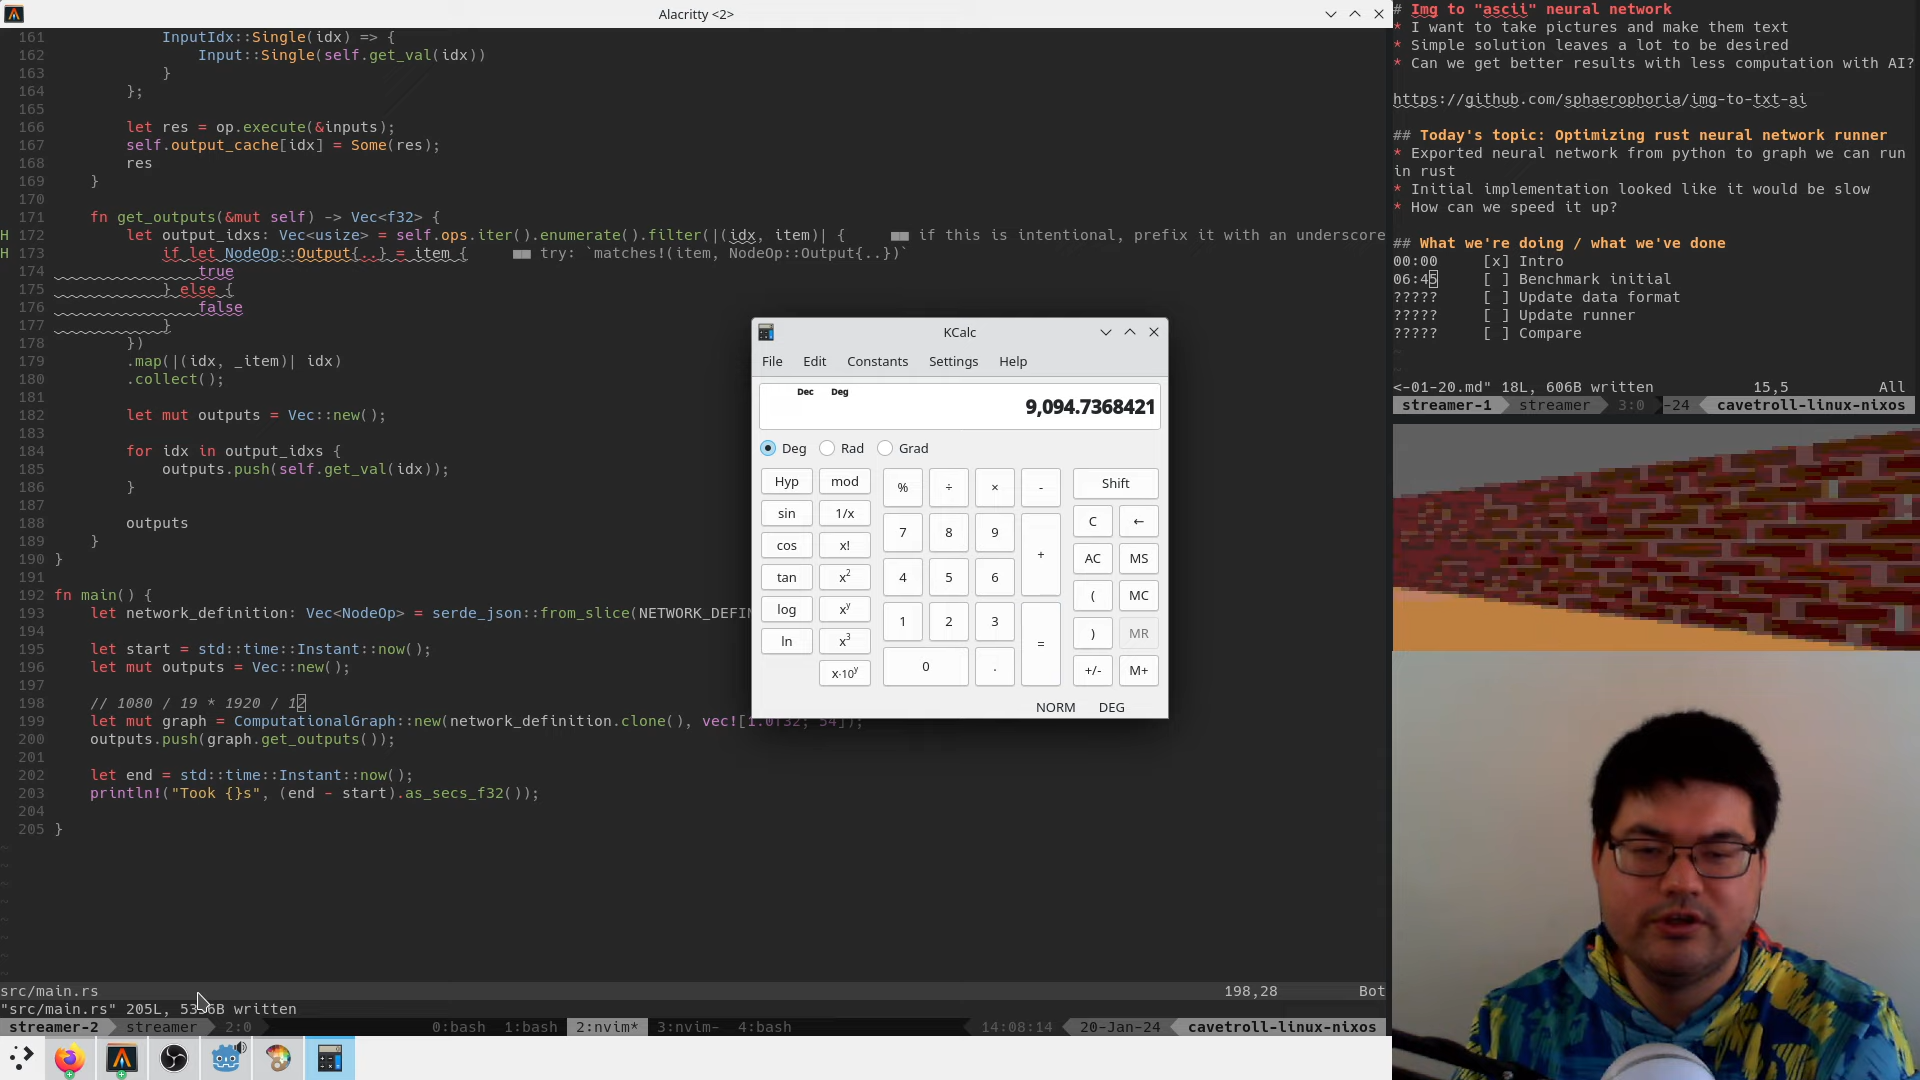 Alacritty <2>
161 InputIdx::Single(idx) => {
162 Input::Single(self.get_val(idx))
163 }
164 };
165
166 let res = op.execute(&inputs);
167 self.output_cache[idx] = Some(res);
168 res
169 }
170
171 fn get_outputs(&mut self) -> Vec<f32> {
H 172 let output_idxs: Vec<usize> = self.ops.iter().enumerate().filter(|(idx, item)| { ■■ if this is intentional, prefix it with an underscore
H 173 if let NodeOp::Output{..} = item { ■■ try: `matches!(item, NodeOp::Output{..})`
174 true
175 } else {
176 false
177 }
178 })
179 .map(|(idx, _item)| idx)
180 .collect();
181
182 let mut outputs = Vec::new();
183
184 for idx in output_idxs {
185 outputs.push(self.get_val(idx));
186 }
187
188 outputs
189 }
190 }
191
192 fn main() {
193 let network_definition: Vec<NodeOp> = serde_json::from_slice(NETWORK_DEFIN
194
195 let start = std::time::Instant::now();
196 let mut outputs = Vec::new();
197
198 // 1080 / 19 * 1920 / 12
199 let mut graph = ComputationalGraph::new(network_definition.clone(), vec![1.0f32; 54]);
200 outputs.push(graph.get_outputs());
201
202 let end = std::time::Instant::now();
203 println!("Took {}s", (end - start).as_secs_f32());
204
205 }
src/main.rs 198,28 Bot
"src/main.rs" 205L, B written
streamer-2 streamer 2:0 0:bash 1:bash 2:nvim* 3:nvim- 4:bash 14:08:14 20-Jan-24 cavetroll-linux-nixos
KCalc
File Edit Constants Settings Help
Dec Deg
9,094.7368421
Deg Rad Grad
Hyp mod % ÷ × - Shift
sin 1/x 7 8 9 + C ←
cos x! AC MS
tan x² 4 5 6 ( MC
log xʸ 1 2 3 = ) MR
ln x³
x·10ʸ 0 . +/- M+
NORM DEG
# Img to "ascii" neural network
* I want to take pictures and make them text
* Simple solution leaves a lot to be desired
* Can we get better results with less computation with AI?
https://github.com/sphaerophoria/img-to-txt-ai
## Today's topic: Optimizing rust neural network runner
* Exported neural network from python to graph we can run
in rust
* Initial implementation looked like it would be slow
* How can we speed it up?
## What we're doing / what we've done
00:00 [x] Intro
06:45 [ ] Benchmark initial
????? [ ] Update data format
????? [ ] Update runner
????? [ ] Compare
<-01-20.md" 18L, 606B written 15,5 All
streamer-1 streamer 3:0 -24 cavetroll-linux-nixos